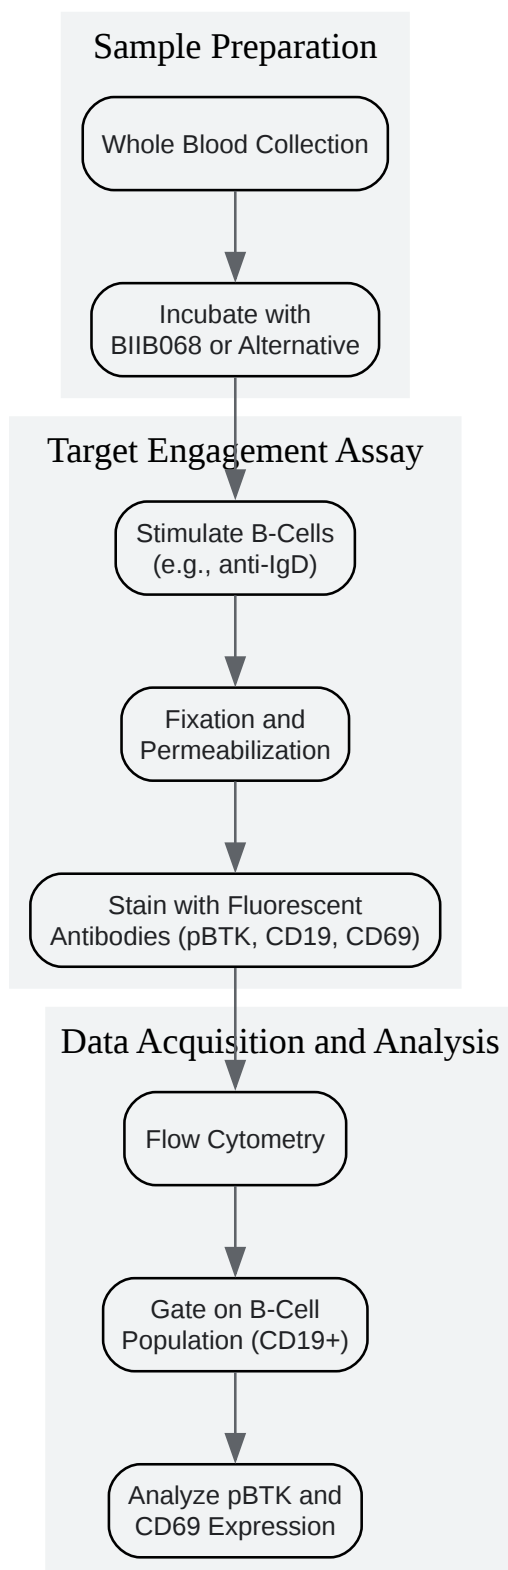 Sample Preparation
Whole Blood Collection
Incubate with
BIIB068 or Alternative
Target Engagement Assay
Stimulate B-Cells
(e.g., anti-IgD)
Fixation and
Permeabilization
Stain with Fluorescent
Antibodies (pBTK, CD19, CD69)
Data Acquisition and Analysis
Flow Cytometry
Gate on B-Cell
Population (CD19+)
Analyze pBTK and
CD69 Expression